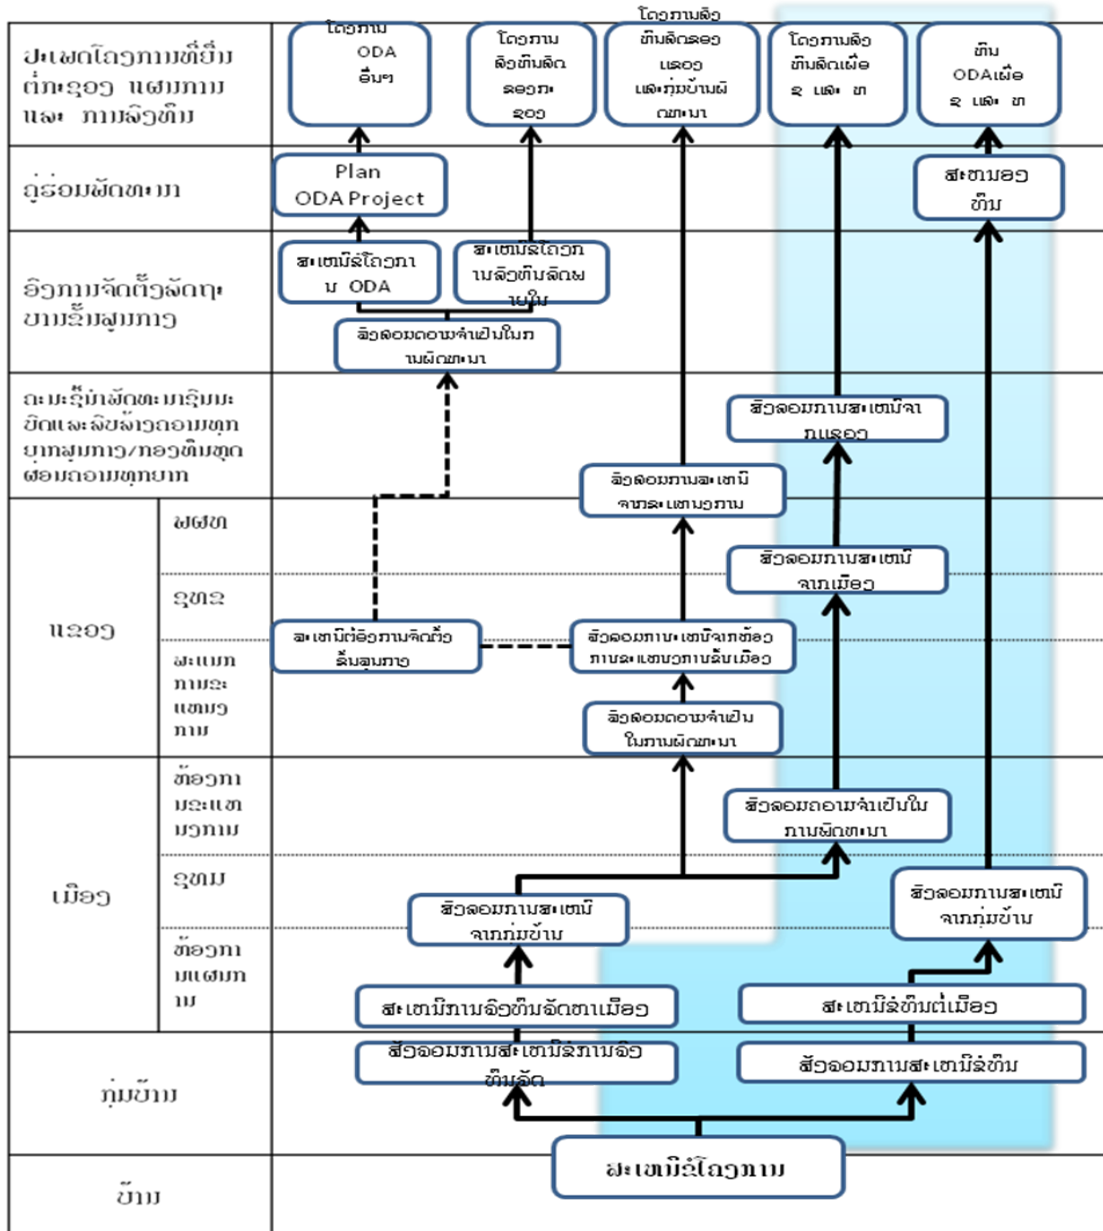 ປະເພດໂຄງການທີ່ຍື່ນ
ຕໍ່ກະຊວງ ແຜນການ
ແລະ ການລົງທຶນ
ໂຄງການ
ODA
ອື່ນໆ
ໂຄງການ
ລົງທຶນລັດ
ຂອງກະ
ຊວງ
ໂຄງການລົງ
ທຶນລັດຂອງ
ແຂວງ
ແລະກຸ່ມບ້ານພັ
ດທະນາ
ໂຄງການລົງ
ທຶນລັດເພື່ອ
ຊ ແລະ ທ
ທຶນ
ODAເພື່ອ
ຊ ແລະ ທ
ຄູ່ຮ່ວມພັດທະນາ
Plan
ODA Project
ສະເໜອງ
ທຶນ
ອົງການຈັດຕັ້ງລັດຖະ
ບານຂັ້ນສູນກາງ
ສະເຫນີຂໍໂຄງກາ
ນ ODA
ສະເຫນີຂໍໂຄງກ
ານລົງທຶນລັດພ
າຍໃນ
ສັງລວມຄວາມຈຳເປັນໃນກ
ານພັດທະນາ
ຄະນະຊີ້ນຳພັດທະນາຊົນນະ
ບົດແລະລຶບລ້າງຄວາມທຸກ
ຍາກສູນກາງ/ກອງທຶນຫຼຸດ
ຜ່ອນຄວາມທຸກຍາກ
ສັງລວມການສະເຫນີຈາ
ກແຂວງ
ສັງລວມການສະເຫນີ
ຈາກຂະແຫນງການ
ແຂວງ
ພຜທ
ສັງລວມການສະເຫນີ
ຈາກເມືອງ
ຊທຂ
ສະເຫນີຕໍ່ອົງການຈັດຕັ້ງ
ຂັ້ນສູນກາງ
ສັງລວມການະເຫນີຈາກຫ້ອງ
ການຂະແຫນງການຂັ້ນເມືອງ
ພະແນກ
ການຂະ
ແຫນງ
ການ
ສັງລວມຄວາມຈຳເປັນ
ໃນການພັດທະນາ
ເມືອງ
ຫ້ອງກາ
ນຂະແຫ
ນງການ
ສັງລວມຄວາມຈຳເປັນໃນ
ການພັດທະນາ
ຊທມ
ສັງລວມການສະເຫນີ
ຈາກກຸ່ມບ້ານ
ສັງລວມການສະເຫນີ
ຈາກກຸ່ມບ້ານ
ຫ້ອງກາ
ນແຜນກ
ານ
ສະເຫນີການລົງທຶນລັດຫາເມືອງ
ສະເຫນີຂໍທຶນຕໍ່ເມືອງ
ກຸ່ມບ້ານ
ສັງລວມການສະເຫນີຂໍການລົງ
ທຶນລັດ
ສັງລວມການສະເຫນີຂໍທຶນ
ບ້ານ
ສະເຫນີຂໍໂຄງການ